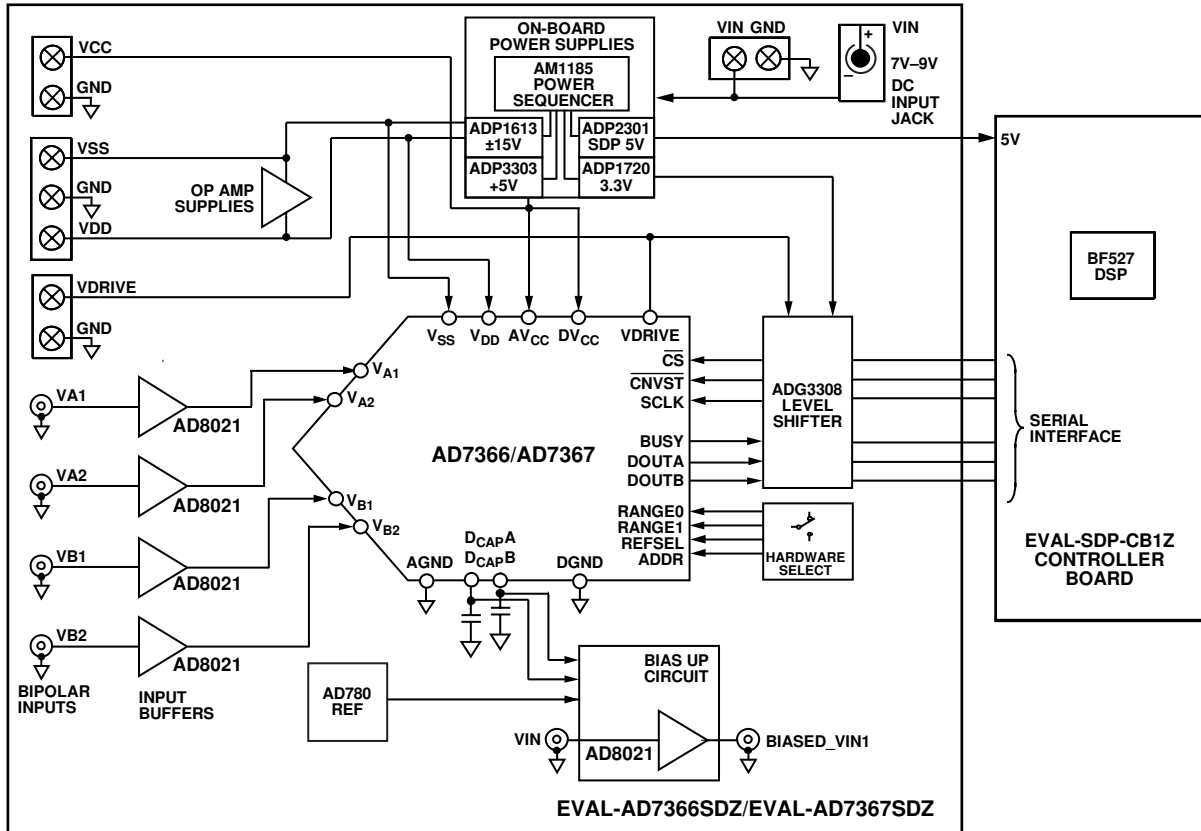 ON-BOARD
POWER SUPPLIES
AM1185
POWER
SEQUENCER
ADP1613
±15V
ADP2301
SDP 5V
ADP3303
+5V
ADP1720
3.3V
VIN GND
+
–
VIN
7V–9V
DC
INPUT
JACK
VCC
GND
VSS
GND
VDD
OP AMP
SUPPLIES
VDRIVE
GND
5V
BF527
DSP
VSS
VDD
AVCC
DVCC
VDRIVE
VA1
VA2
VB1
VB2
CS
CNVST
SCLK
BUSY
DOUTA
DOUTB
RANGE0
RANGE1
REFSEL
ADDR
AD7366/AD7367
AGND
DCAPA
DCAPB
DGND
ADG3308
LEVEL
SHIFTER
HARDWARE
SELECT
SERIAL
INTERFACE
EVAL-SDP-CB1Z
CONTROLLER
BOARD
VA1
AD8021
VA2
AD8021
VB1
AD8021
VB2
AD8021
BIPOLAR
INPUTS
INPUT
BUFFERS
AD780
REF
BIAS UP
CIRCUIT
VIN
AD8021
BIASED_VIN1
EVAL-AD7366SDZ/EVAL-AD7367SDZ